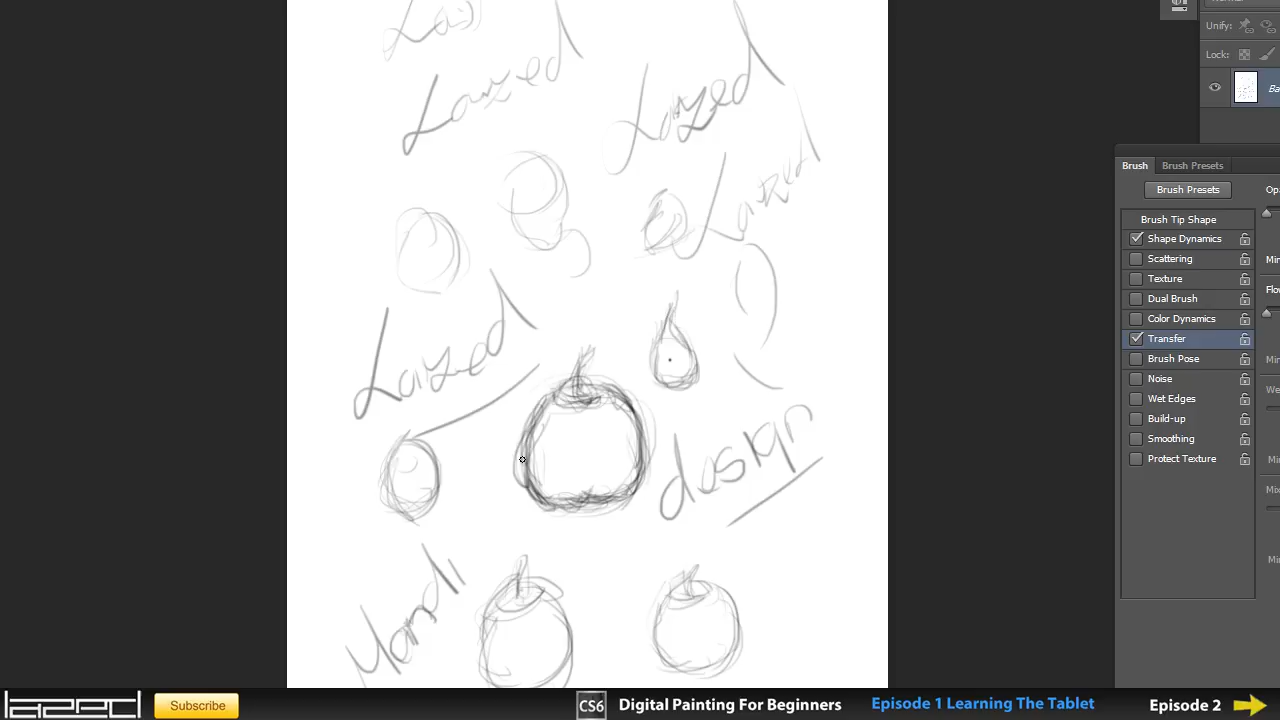 Unify:
Lock:
Lazed
Lazed
Lazed
Lazed
design
Brush Brush Presets
Brush Presets
Brush Tip Shape
Shape Dynamics
Scattering
Texture
Dual Brush
Color Dynamics
Transfer
Brush Pose
Noise
Wet Edges
Build-up
Smoothing
Protect Texture
Subscribe
CS6 Digital Painting For Beginners Episode 1 Learning The Tablet Episode 2